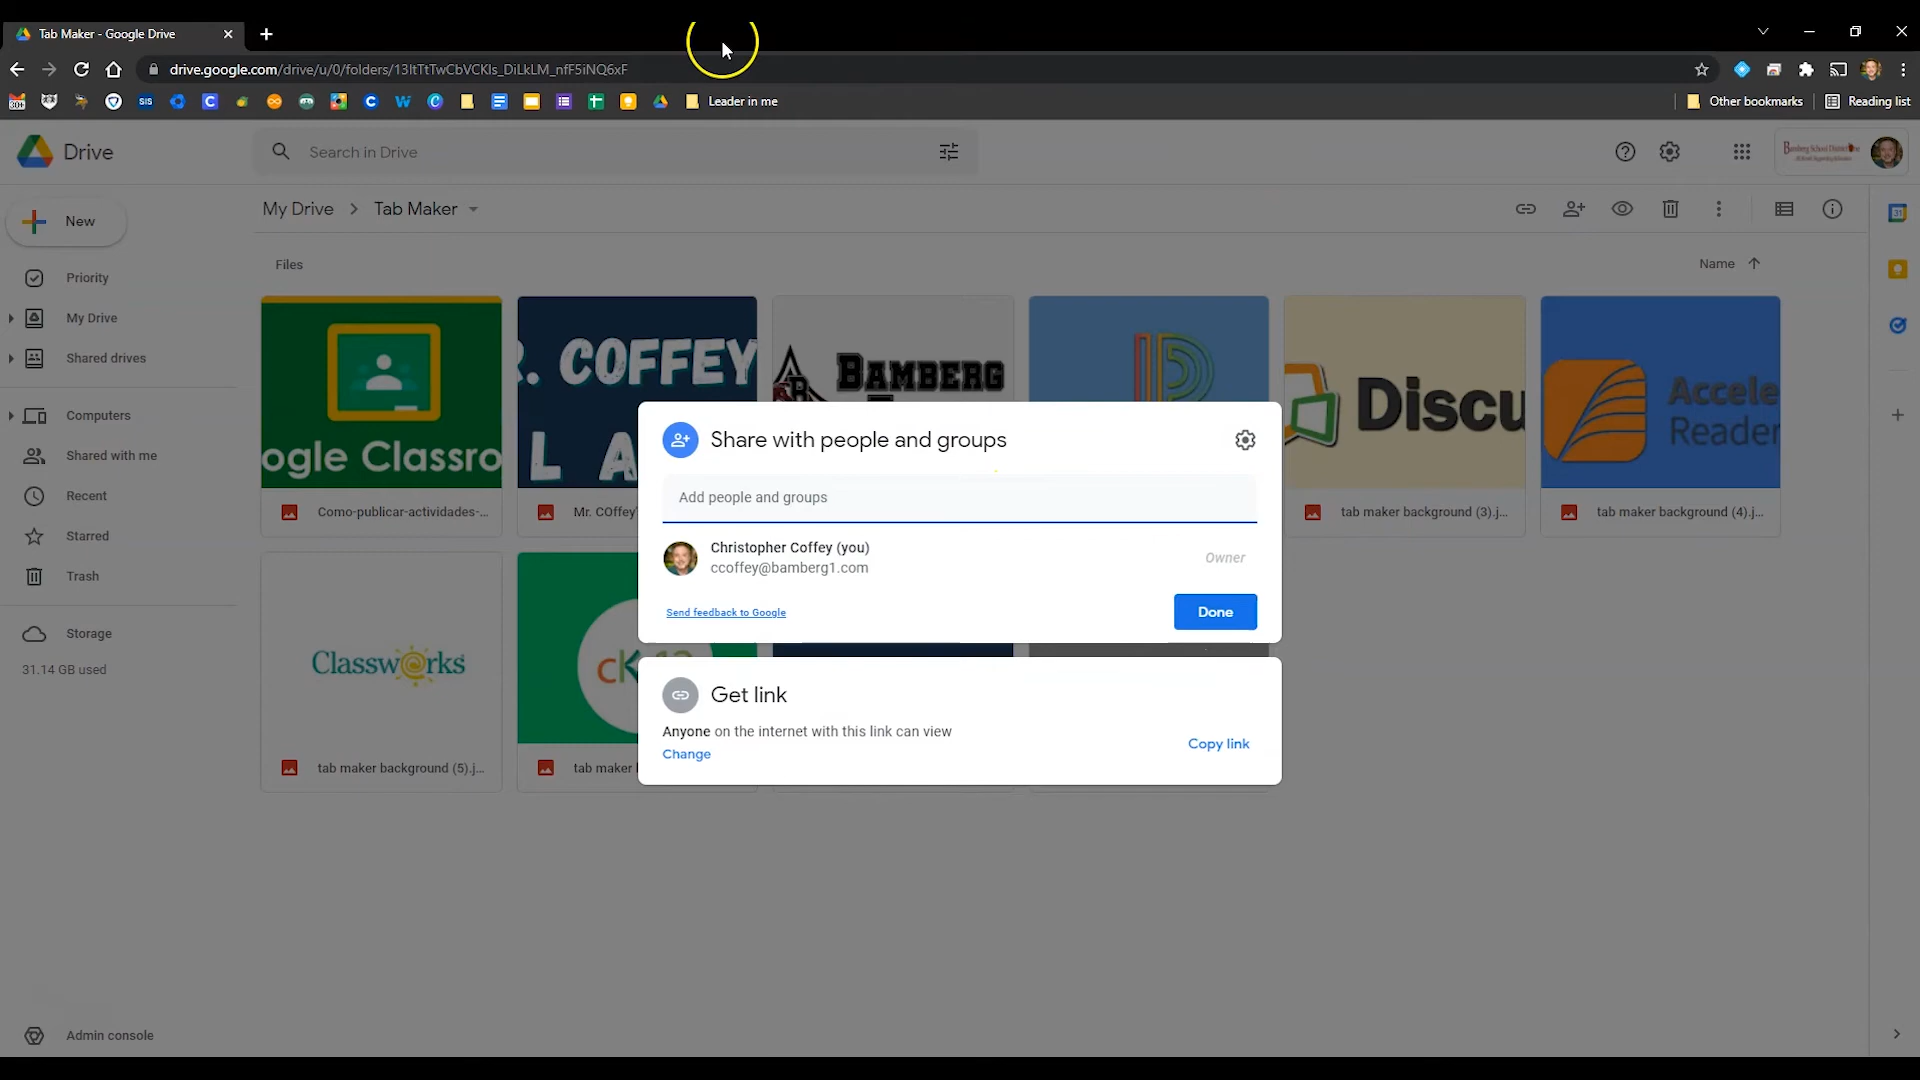 Tab Maker - Google Drive
drive.google.com/drive/u/0/folders/13ItTtTwCbVCKIs_DiLkLM_nfF5iNQ6xF
30+
SIS
Leader in me
Other bookmarks
Reading list
Drive
Search in Drive
New
My Drive
Tab Maker
Priority
My Drive
Shared drives
Computers
Shared with me
Recent
Starred
Trash
Storage
31.14 GB used
Admin console
Files
Name
31
ogle Classro
R. COFFEY
L A
BAMBERG
Discu
Accele
Reader
Como-publicar-actividades-...
Mr. COffey'
tab maker background (3).j...
tab maker background (4).j...
Classworks
cK
tab maker background (5).j...
tab maker
Share with people and groups
Add people and groups
Christopher Coffey (you)
ccoffey@bamberg1.com
Owner
Send feedback to Google
Done
Get link
Anyone on the internet with this link can view
Change
Copy link